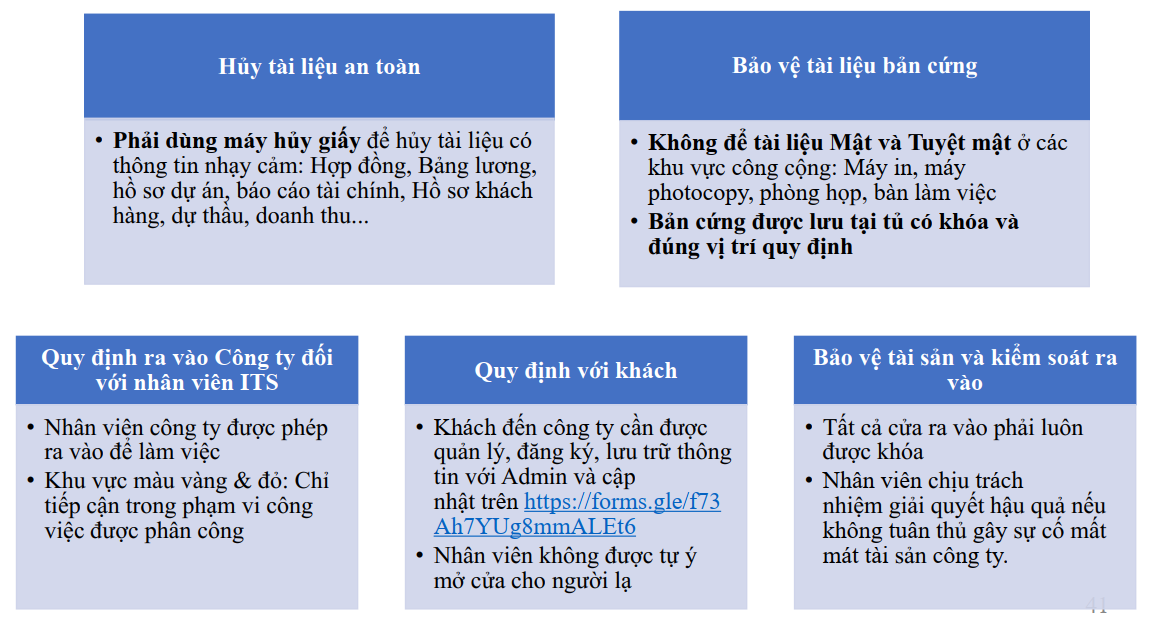 Hủy tài liệu an toàn
• Phải dùng máy hủy giấy để hủy tài liệu có
thông tin nhạy cảm: Hợp đồng, Bảng lương,
hồ sơ dự án, báo cáo tài chính, Hồ sơ khách
hàng, dự thầu, doanh thu...
Bảo vệ tài liệu bản cứng
• Không để tài liệu Mật và Tuyệt mật ở các
khu vực công cộng: Máy in, máy
photocopy, phòng họp, bàn làm việc
• Bản cứng được lưu tại tủ có khóa và
đúng vị trí quy định
Quy định ra vào Công ty đối
với nhân viên ITS
• Nhân viên công ty được phép
ra vào để làm việc
• Khu vực màu vàng & đỏ: Chỉ
tiếp cận trong phạm vi công
việc được phân công
Quy định với khách
• Khách đến công ty cần được
quản lý, đăng ký, lưu trữ thông
tin với Admin và cập
nhật trên https://forms.gle/f73
Ah7YUg8mmALEt6
• Nhân viên không được tự ý
mở cửa cho người lạ
Bảo vệ tài sản và kiểm soát ra
vào
• Tất cả cửa ra vào phải luôn
được khóa
• Nhân viên chịu trách
nhiệm giải quyết hậu quả nếu
không tuân thủ gây sự cố mất
mát tài sản công ty.
41